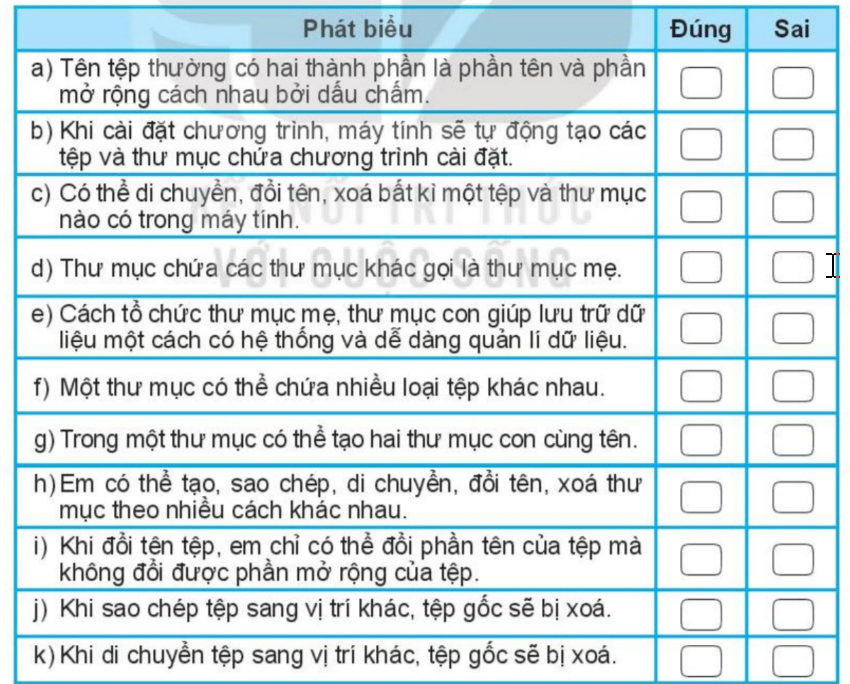 Phát biểu Đúng Sai
a) Tên tệp thường có hai thành phần là phần tên và phần
mở rộng cách nhau bởi dấu chấm.
b) Khi cài đặt chương trình, máy tính sẽ tự động tạo các
tệp và thư mục chứa chương trình cài đặt.
c) Có thể di chuyển, đổi tên, xoá bất kì một tệp và thư mục
nào có trong máy tính.
KẾT NỐI TRI THỨC
VỚI CUỘC SỐNG
d) Thư mục chứa các thư mục khác gọi là thư mục mẹ.
e) Cách tổ chức thư mục mẹ, thư mục con giúp lưu trữ dữ
liệu một cách có hệ thống và dễ dàng quản lí dữ liệu.
f) Một thư mục có thể chứa nhiều loại tệp khác nhau.
g) Trong một thư mục có thể tạo hai thư mục con cùng tên.
h) Em có thể tạo, sao chép, di chuyển, đổi tên, xoá thư
mục theo nhiều cách khác nhau.
i) Khi đổi tên tệp, em chỉ có thể đổi phần tên của tệp mà
không đổi được phần mở rộng của tệp.
j) Khi sao chép tệp sang vị trí khác, tệp gốc sẽ bị xoá.
k) Khi di chuyển tệp sang vị trí khác, tệp gốc sẽ bị xoá.